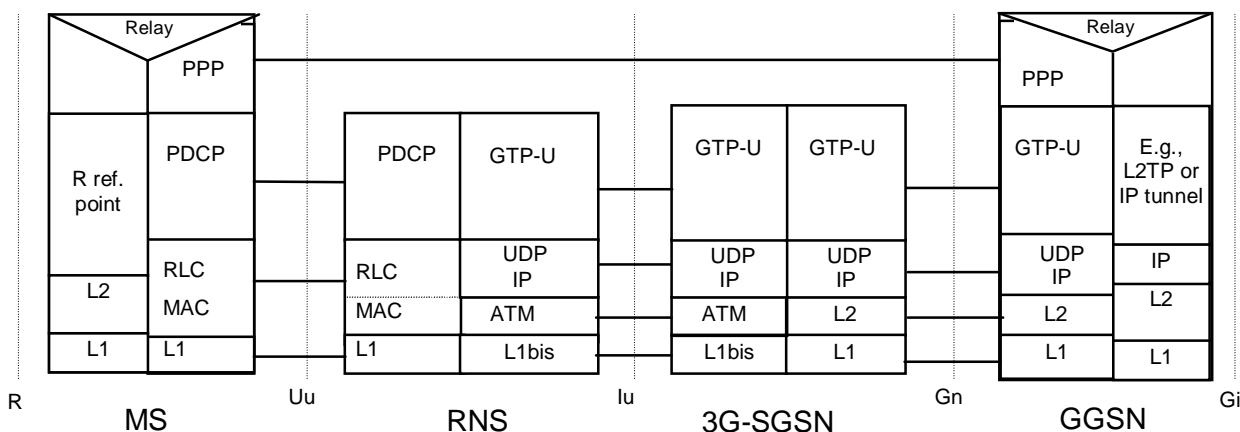 Relay
Relay
PPP
PPP
R ref.
point
PDCP
PDCP
GTP-U
GTP-U
GTP-U
GTP-U
E.g.,
L2TP or
IP tunnel
L2
RLC
MAC
RLC
MAC
UDP
IP
ATM
UDP
IP
ATM
UDP
IP
L2
UDP
IP
L2
IP
L2
L1
L1
L1
L1bis
L1bis
L1
L1
L1
R
Uu
Iu
Gn
Gi
MS
RNS
3G-SGSN
GGSN